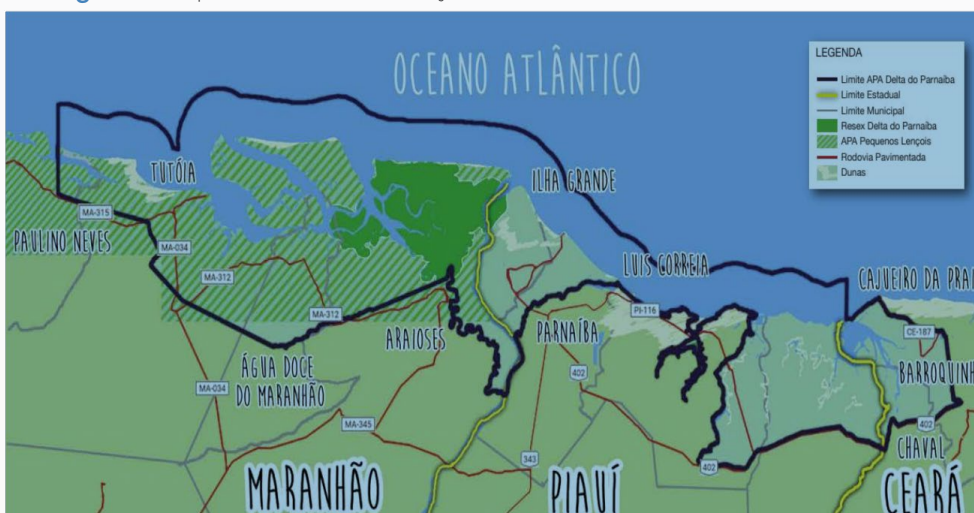 OCEANO ATLÂNTICO
LEGENDA
Limite APA Delta do Parnaíba
Limite Estadual
Limite Municipal
Resex Delta do Parnaíba
APA Pequenos Lençois
Rodovia Pavimentada
Dunas
TUTÓIA
ILHA GRANDE
MA-315
PAULINO NEVES
MA-034
MA-312
MA-312
LUIS CORREIA
CAJUEIRO DA PRA
PI-116
CE-187
ARAIOSES
PARNAÍBA
ÁGUA DOCE
DO MARANHÃO
402
BARROQUINH
MA-034
MA-345
402
CHAVAL
343
402
MARANHÃO
PIAUÍ
CEARÁ